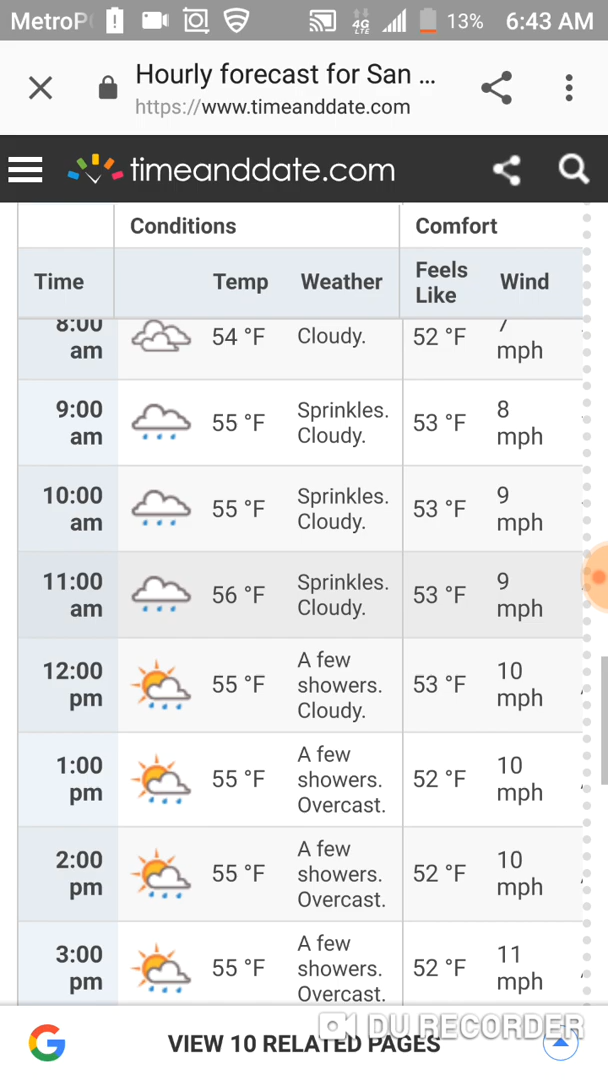 MetroP 4G LTE 13% 6:43 AM
Hourly forecast for San ...
https://www.timeanddate.com
timeanddate.com
Conditions Comfort
Time Temp Weather Feels Like Wind
8:00 am 54 °F Cloudy. 52 °F 7 mph
9:00 am 55 °F Sprinkles. Cloudy. 53 °F 8 mph
10:00 am 55 °F Sprinkles. Cloudy. 53 °F 9 mph
11:00 am 56 °F Sprinkles. Cloudy. 53 °F 9 mph
12:00 pm 55 °F A few showers. Cloudy. 53 °F 10 mph
1:00 pm 55 °F A few showers. Overcast. 52 °F 10 mph
2:00 pm 55 °F A few showers. Overcast. 52 °F 10 mph
3:00 pm 55 °F A few showers. Overcast. 52 °F 11 mph
VIEW 10 RELATED PAGES
DU RECORDER